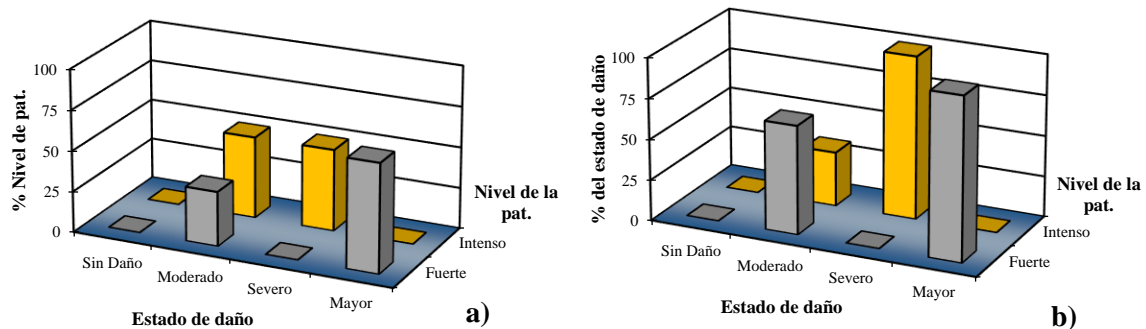 % Nivel de pat.
100
75
50
25
0
Sin Daño
Moderado
Severo
Mayor
Estado de daño
Nivel de la
pat.
Intenso
Fuerte
a)
% del estado de daño
100
75
50
25
0
Sin Daño
Moderado
Severo
Mayor
Estado de daño
Nivel de la
pat.
Intenso
Fuerte
b)